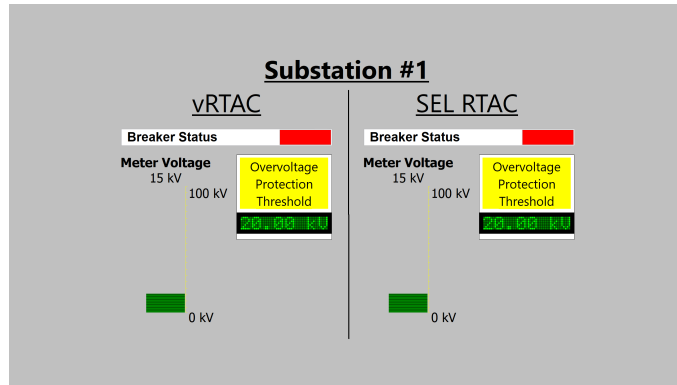 Substation #1
vRTAC
Breaker Status
Meter Voltage
15 kV
100 kV
0 kV
Overvoltage
Protection
Threshold
20.00 kV
SEL RTAC
Breaker Status
Meter Voltage
15 kV
100 kV
0 kV
Overvoltage
Protection
Threshold
20.00 kV